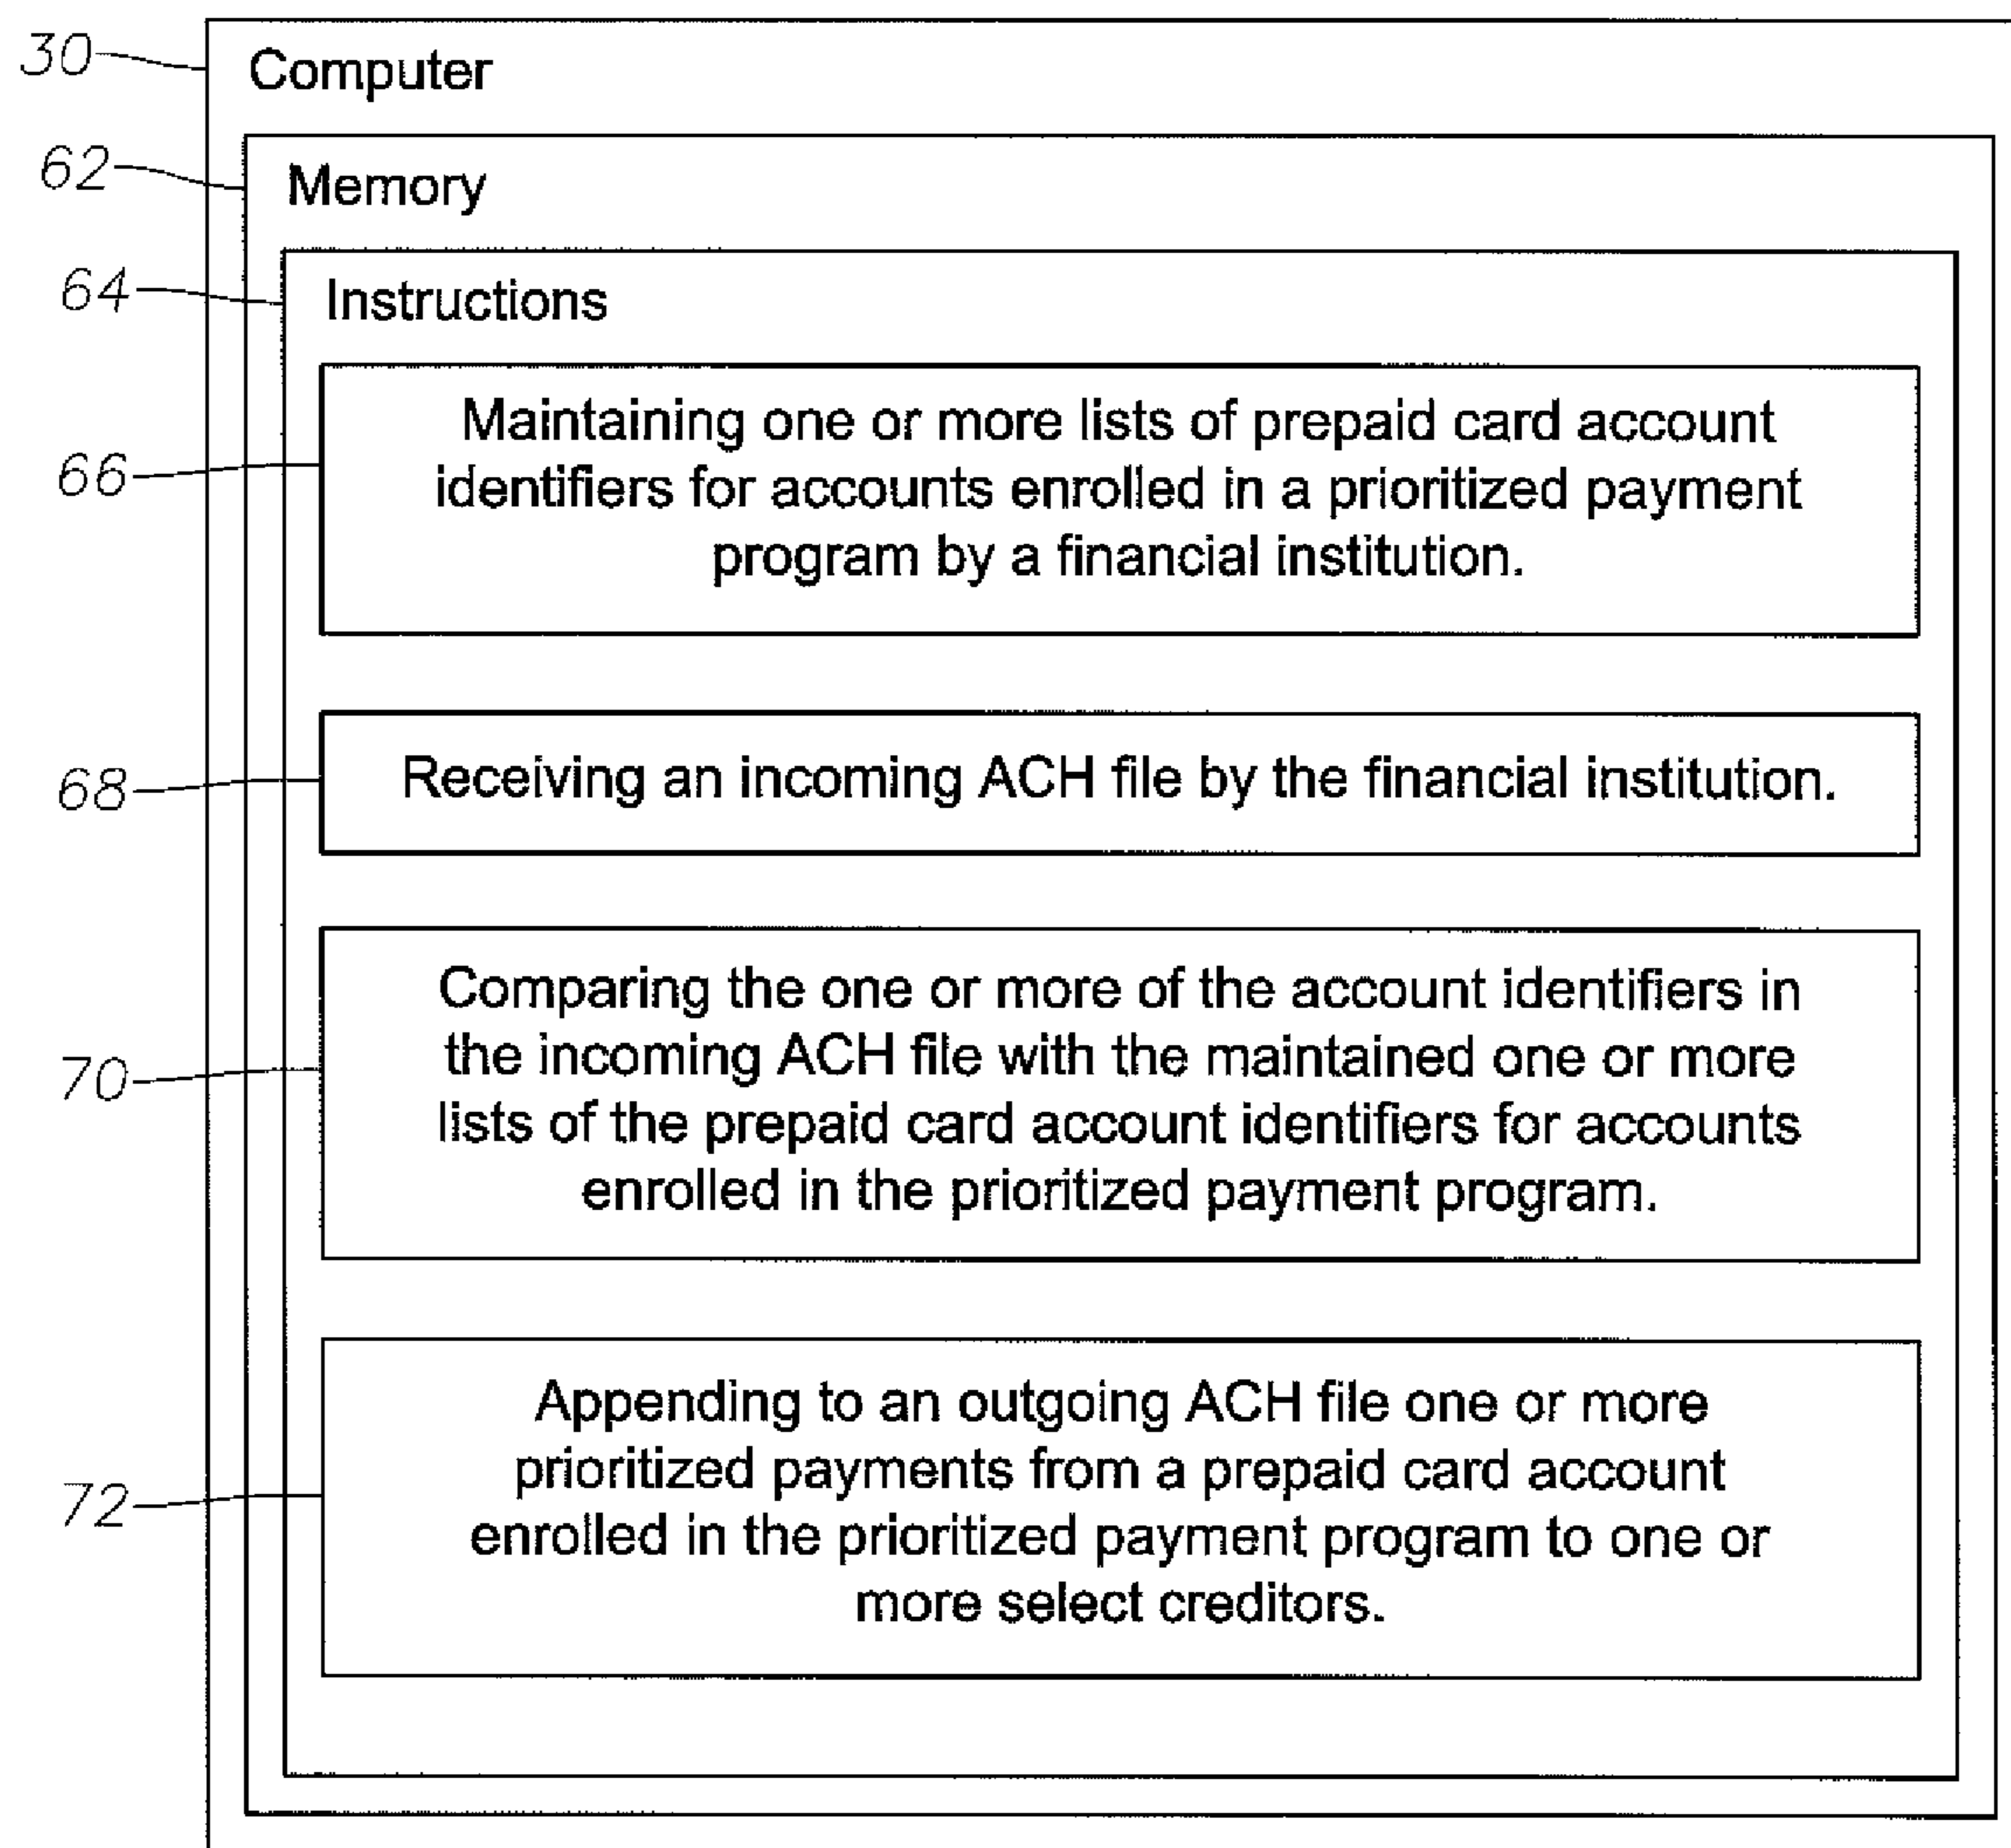 30
Computer
62
Memory
64
Instructions
66
Maintaining one or more lists of prepaid card account
identifiers for accounts enrolled in a prioritized payment
program by a financial institution.
68
Receiving an incoming ACH file by the financial institution.
70
Comparing the one or more of the account identifiers in
the incoming ACH file with the maintained one or more
lists of the prepaid card account identifiers for accounts
enrolled in the prioritized payment program.
72
Appending to an outgoing ACH file one or more
prioritized payments from a prepaid card account
enrolled in the prioritized payment program to one or
more select creditors.